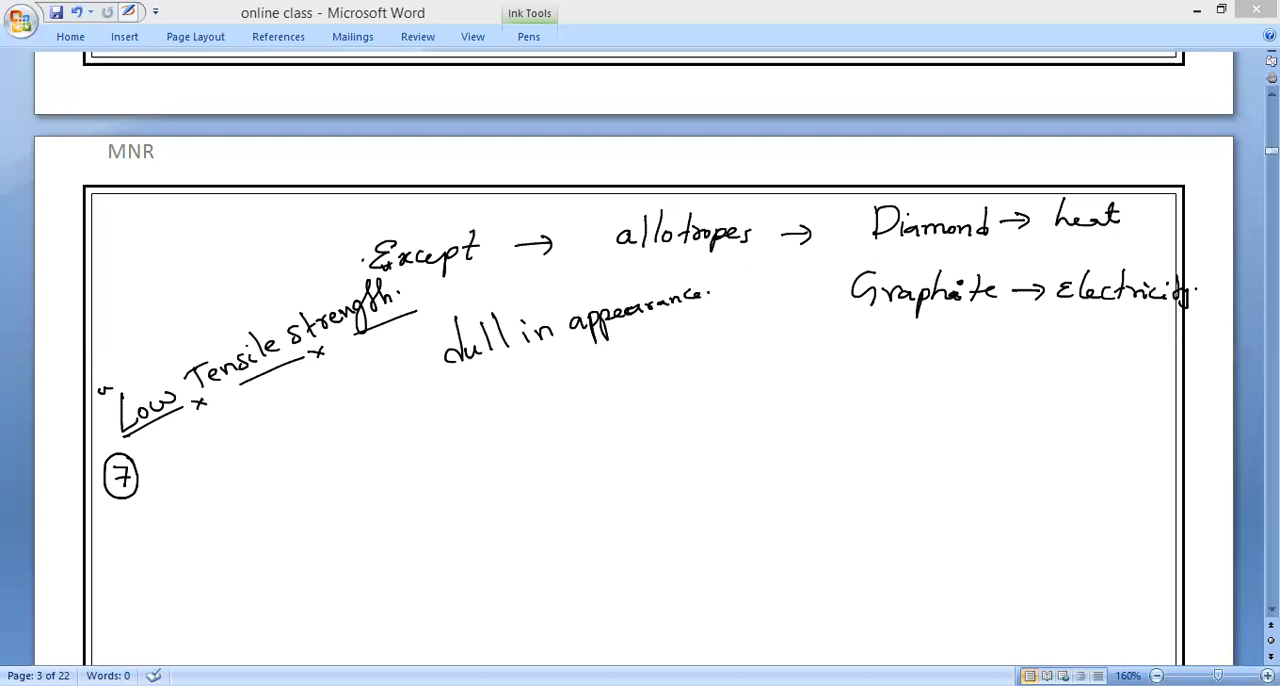 online class - Microsoft Word
Ink Tools
Home Insert Page Layout References Mailings Review View Pens
MNR
Except → allotropes → Diamond → heat
Graphite → Electricity.
dull in appearance.
Low Tensile strength.
7
Page: 3 of 22 Words: 0 160%